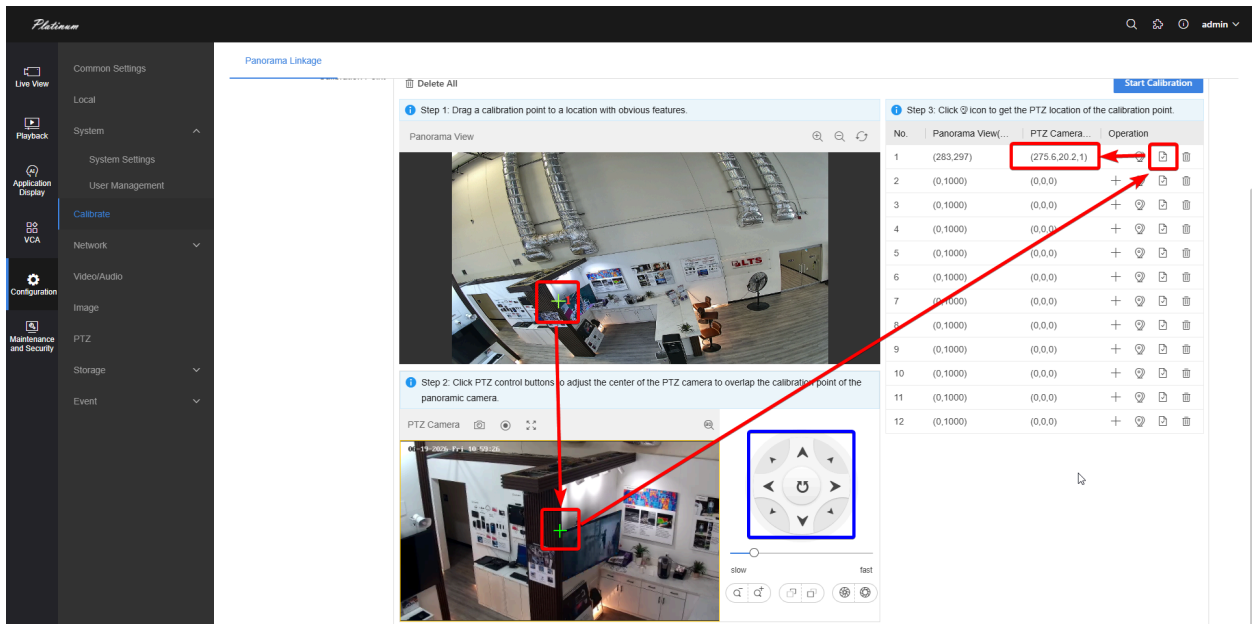 Platinum
admin
Live View
Playback
Application
Display
VCA
Configuration
Maintenance
and Security
Common Settings
Local
System
System Settings
User Management
Calibrate
Network
Video/Audio
Image
PTZ
Storage
Event
Panorama Linkage
Delete All
Start Calibration
Step 1: Drag a calibration point to a location with obvious features.
Panorama View
LTS
Step 2: Click PTZ control buttons to adjust the center of the PTZ camera to overlap the calibration point of the
panoramic camera.
PTZ Camera
Fri 10:59:26
slow fast
Step 3: Click icon to get the PTZ location of the calibration point.
No. Panorama View(... PTZ Camera... Operation
1 (283,297) (275.6,20.2,1)
2 (0,1000) (0,0,0)
3 (0,1000) (0,0,0)
4 (0,1000) (0,0,0)
5 (0,1000) (0,0,0)
6 (0,1000) (0,0,0)
7 (0,1000) (0,0,0)
8 (0,1000) (0,0,0)
9 (0,1000) (0,0,0)
10 (0,1000) (0,0,0)
11 (0,1000) (0,0,0)
12 (0,1000) (0,0,0)